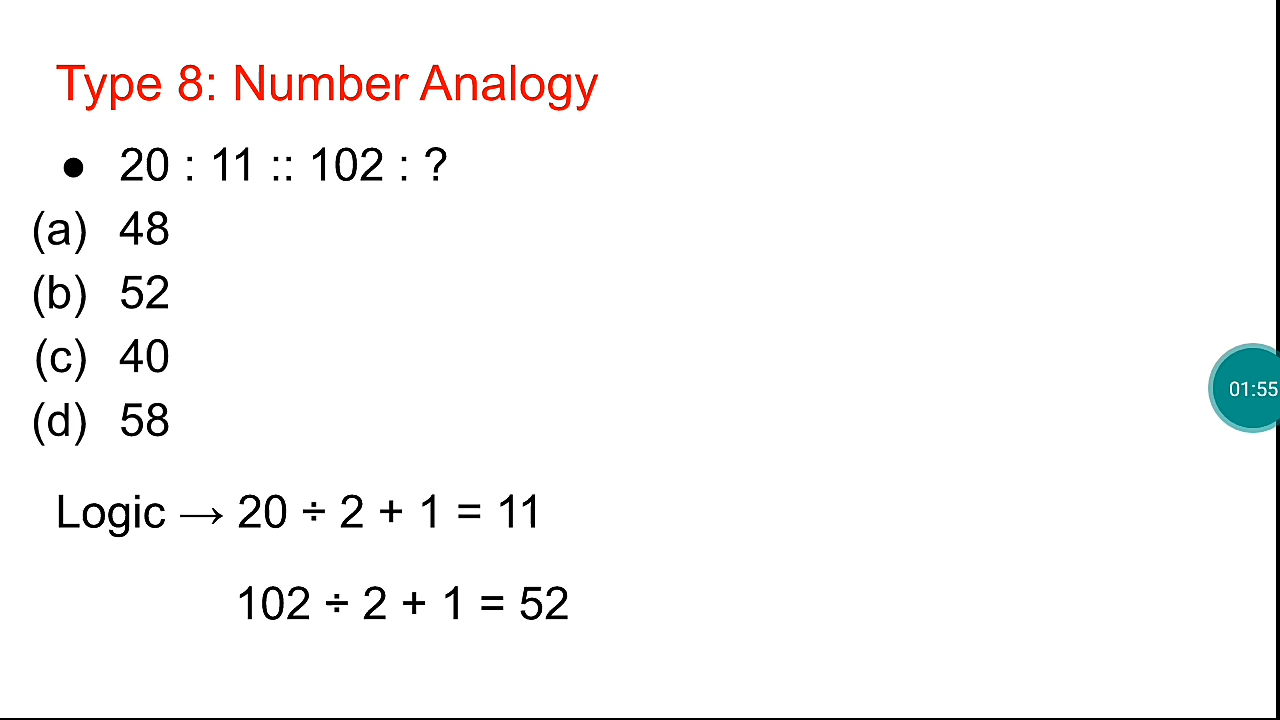 Type 8: Number Analogy
● 20 : 11 :: 102 : ?
(a) 48
(b) 52
(c) 40
(d) 58
01:55
Logic → 20 ÷ 2 + 1 = 11
102 ÷ 2 + 1 = 52